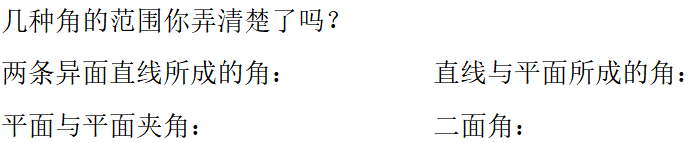 几种角的范围你弄清楚了吗？
两条异面直线所成的角： 直线与平面所成的角：
平面与平面夹角： 二面角：